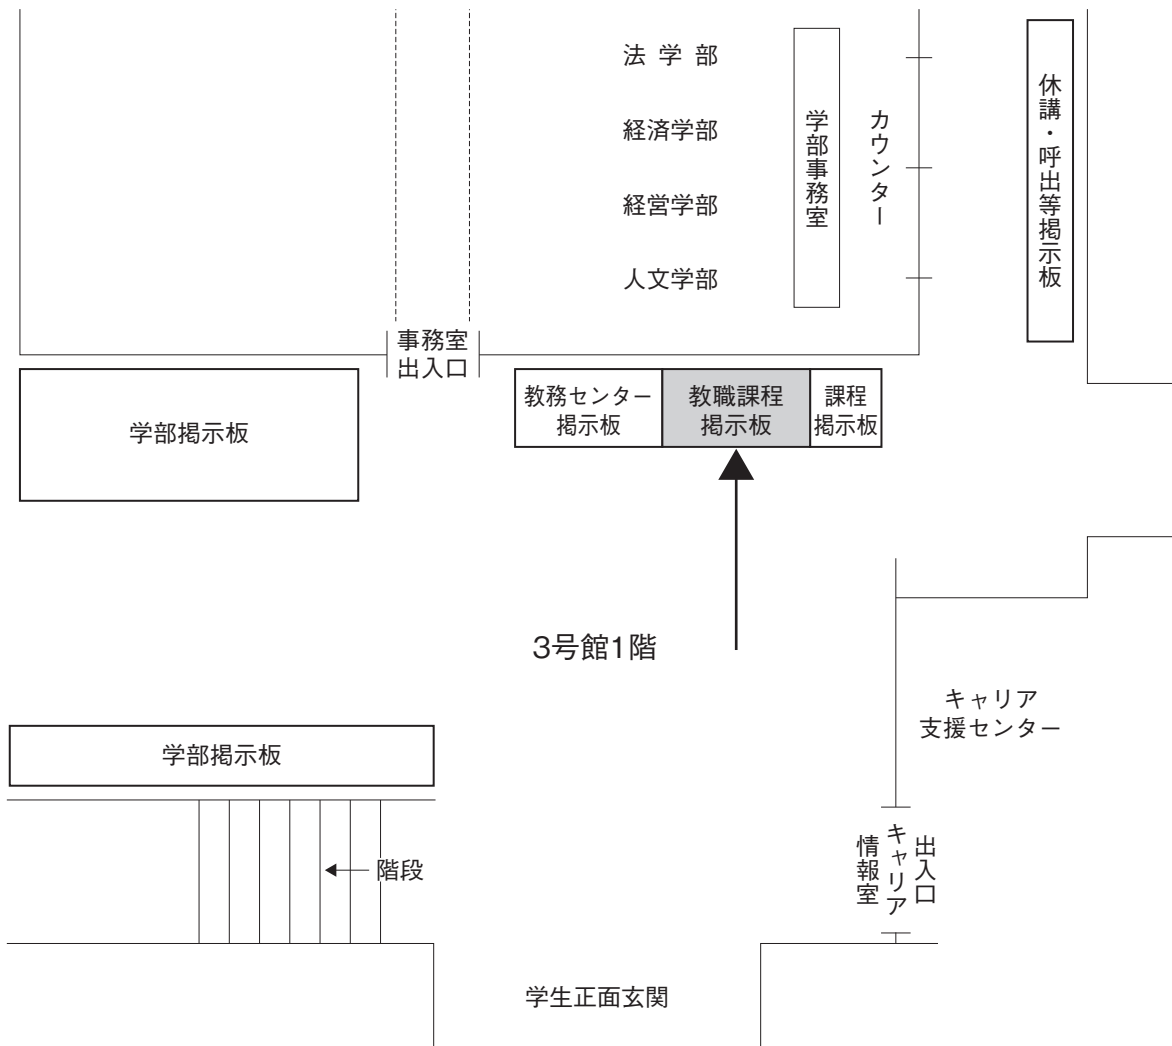 法学部
経済学部
経営学部
人文学部
学部事務室
カウンター
休講・呼出等掲示板
事務室
出入口
学部掲示板
教務センター
掲示板
教職課程
掲示板
課程
掲示板
3号館1階
キャリア
支援センター
学部掲示板
階段
出入口
キャリア
情報室
学生正面玄関